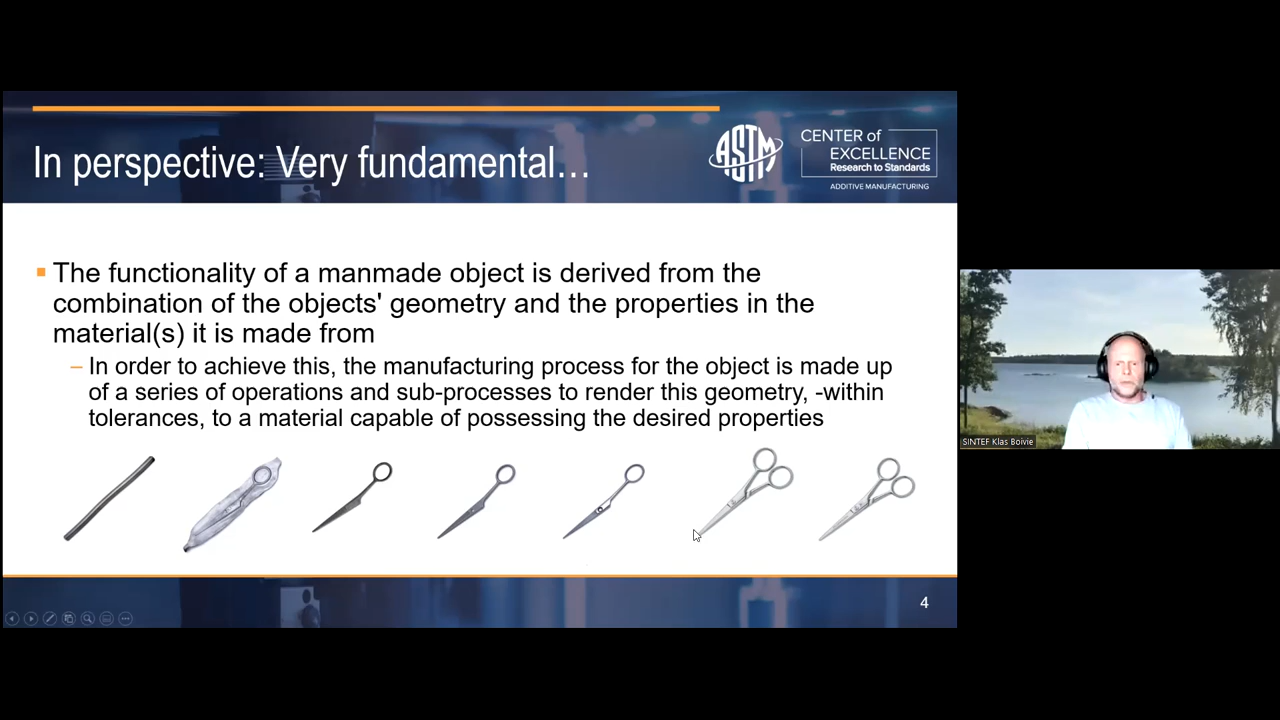 In perspective: Very fundamental…
ASTM
CENTER of
EXCELLENCE
Research to Standards
ADDITIVE MANUFACTURING
The functionality of a manmade object is derived from the
combination of the objects' geometry and the properties in the
material(s) it is made from
– In order to achieve this, the manufacturing process for the object is made up
of a series of operations and sub-processes to render this geometry, -within
tolerances, to a material capable of possessing the desired properties
4
SINTEF Klas Boivie